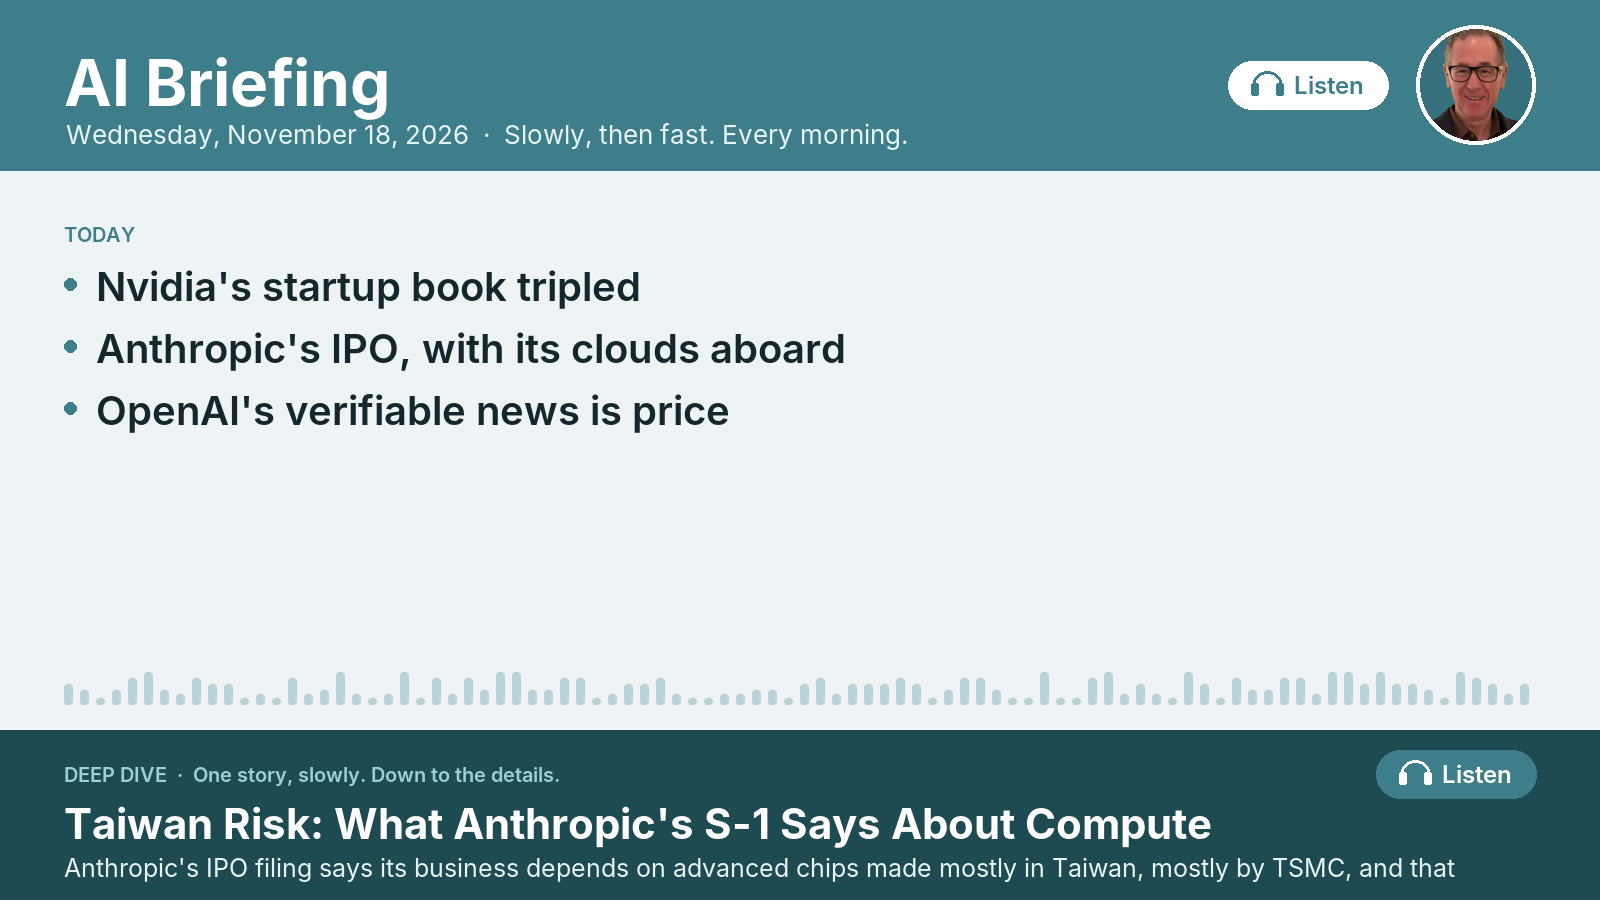 AI Briefing
Listen
Wednesday, November 18, 2026 · Slowly, then fast. Every morning.
TODAY
• Nvidia's startup book tripled
• Anthropic's IPO, with its clouds aboard
• OpenAI's verifiable news is price
DEEP DIVE · One story, slowly. Down to the details.
Listen
Taiwan Risk: What Anthropic's S-1 Says About Compute
Anthropic's IPO filing says its business depends on advanced chips made mostly in Taiwan, mostly by TSMC, and that